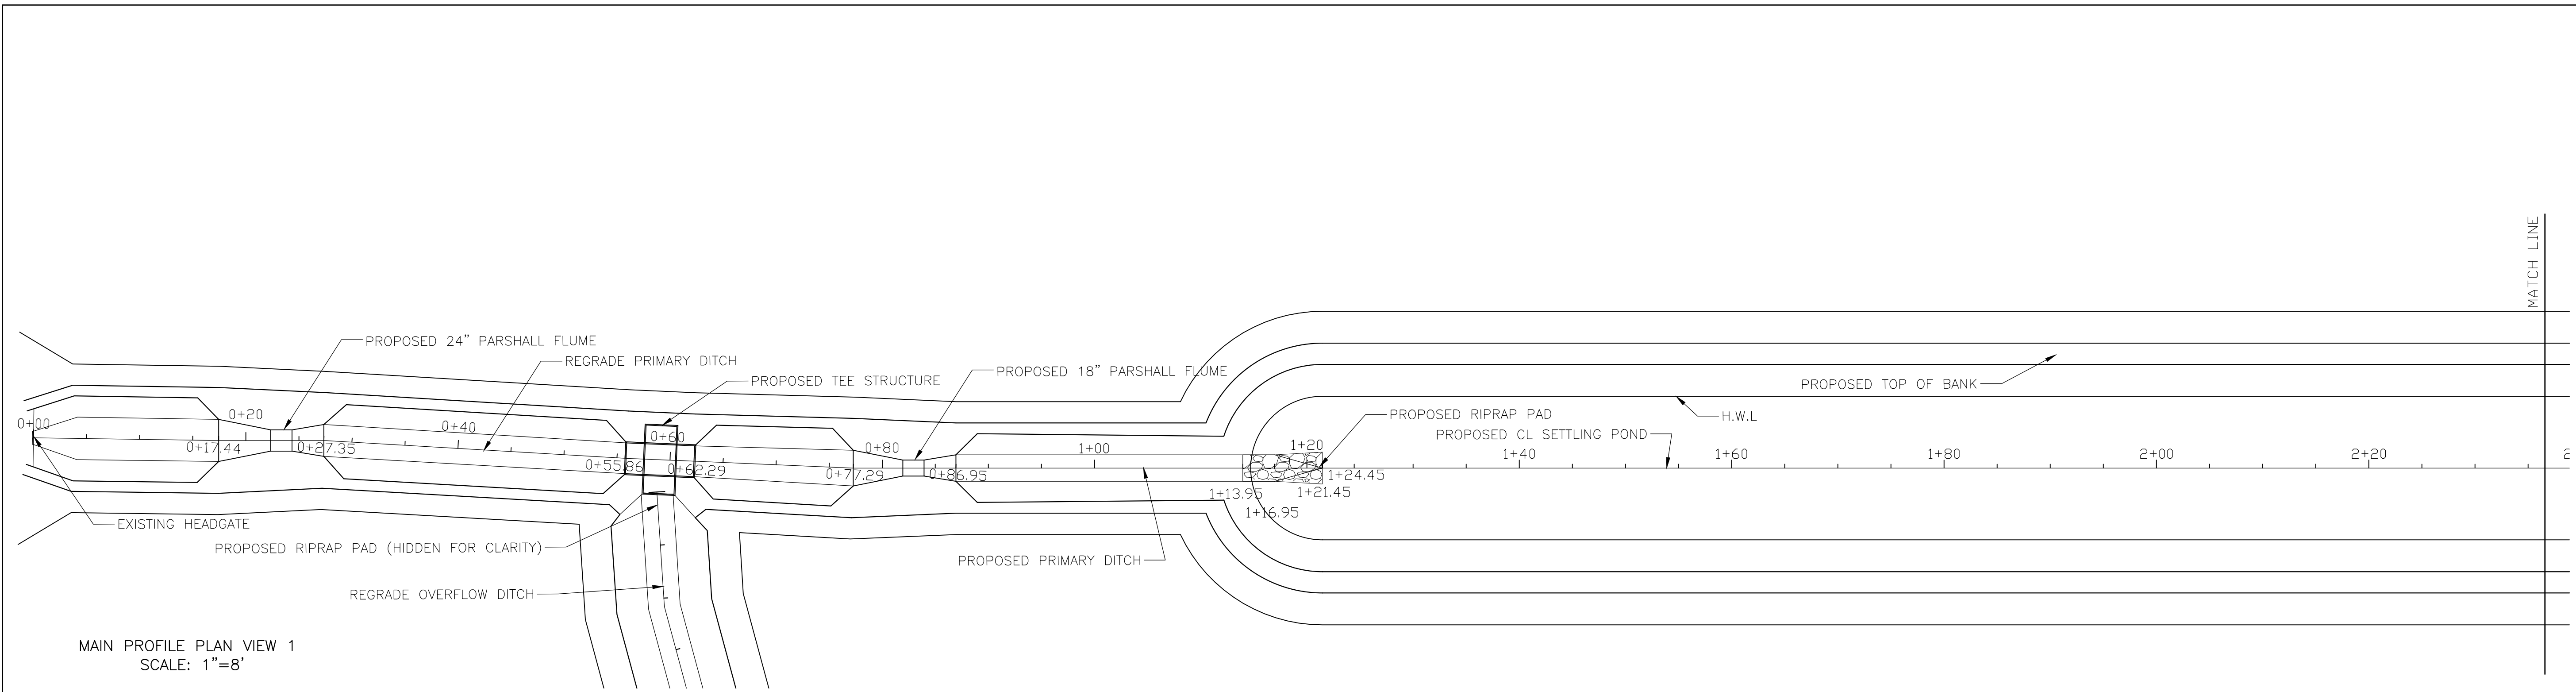 MATCH LINE
PROPOSED 24" PARSHALL FLUME
REGRADE PRIMARY DITCH
PROPOSED TEE STRUCTURE
PROPOSED 18" PARSHALL FLUME
PROPOSED TOP OF BANK
H.W.L
PROPOSED RIPRAP PAD
PROPOSED CL SETTLING POND
0+00
0+20
0+40
0+60
0+80
1+00
1+20
1+40
1+60
1+80
2+00
2+20
2
0+17.44
0+27.35
0+55.86
0+62.29
0+77.29
0+86.95
1+13.95
1+16.95
1+21.45
1+24.45
EXISTING HEADGATE
PROPOSED RIPRAP PAD (HIDDEN FOR CLARITY)
PROPOSED PRIMARY DITCH
REGRADE OVERFLOW DITCH
MAIN PROFILE PLAN VIEW 1
SCALE: 1"=8'